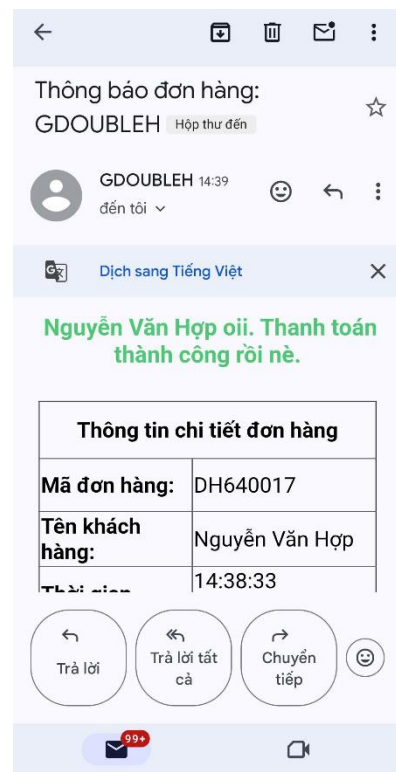 Thông báo đơn hàng:
GDOUBLEH Hộp thư đến
GDOUBLEH 14:39
đến tôi
Dịch sang Tiếng Việt
Nguyễn Văn Hợp oii. Thanh toán
thành công rồi nè.
Thông tin chi tiết đơn hàng
Mã đơn hàng: DH640017
Tên khách
hàng: Nguyễn Văn Hợp
Thời gian 14:38:33
Trả lời
Trả lời tất
cả
Chuyển
tiếp
99+